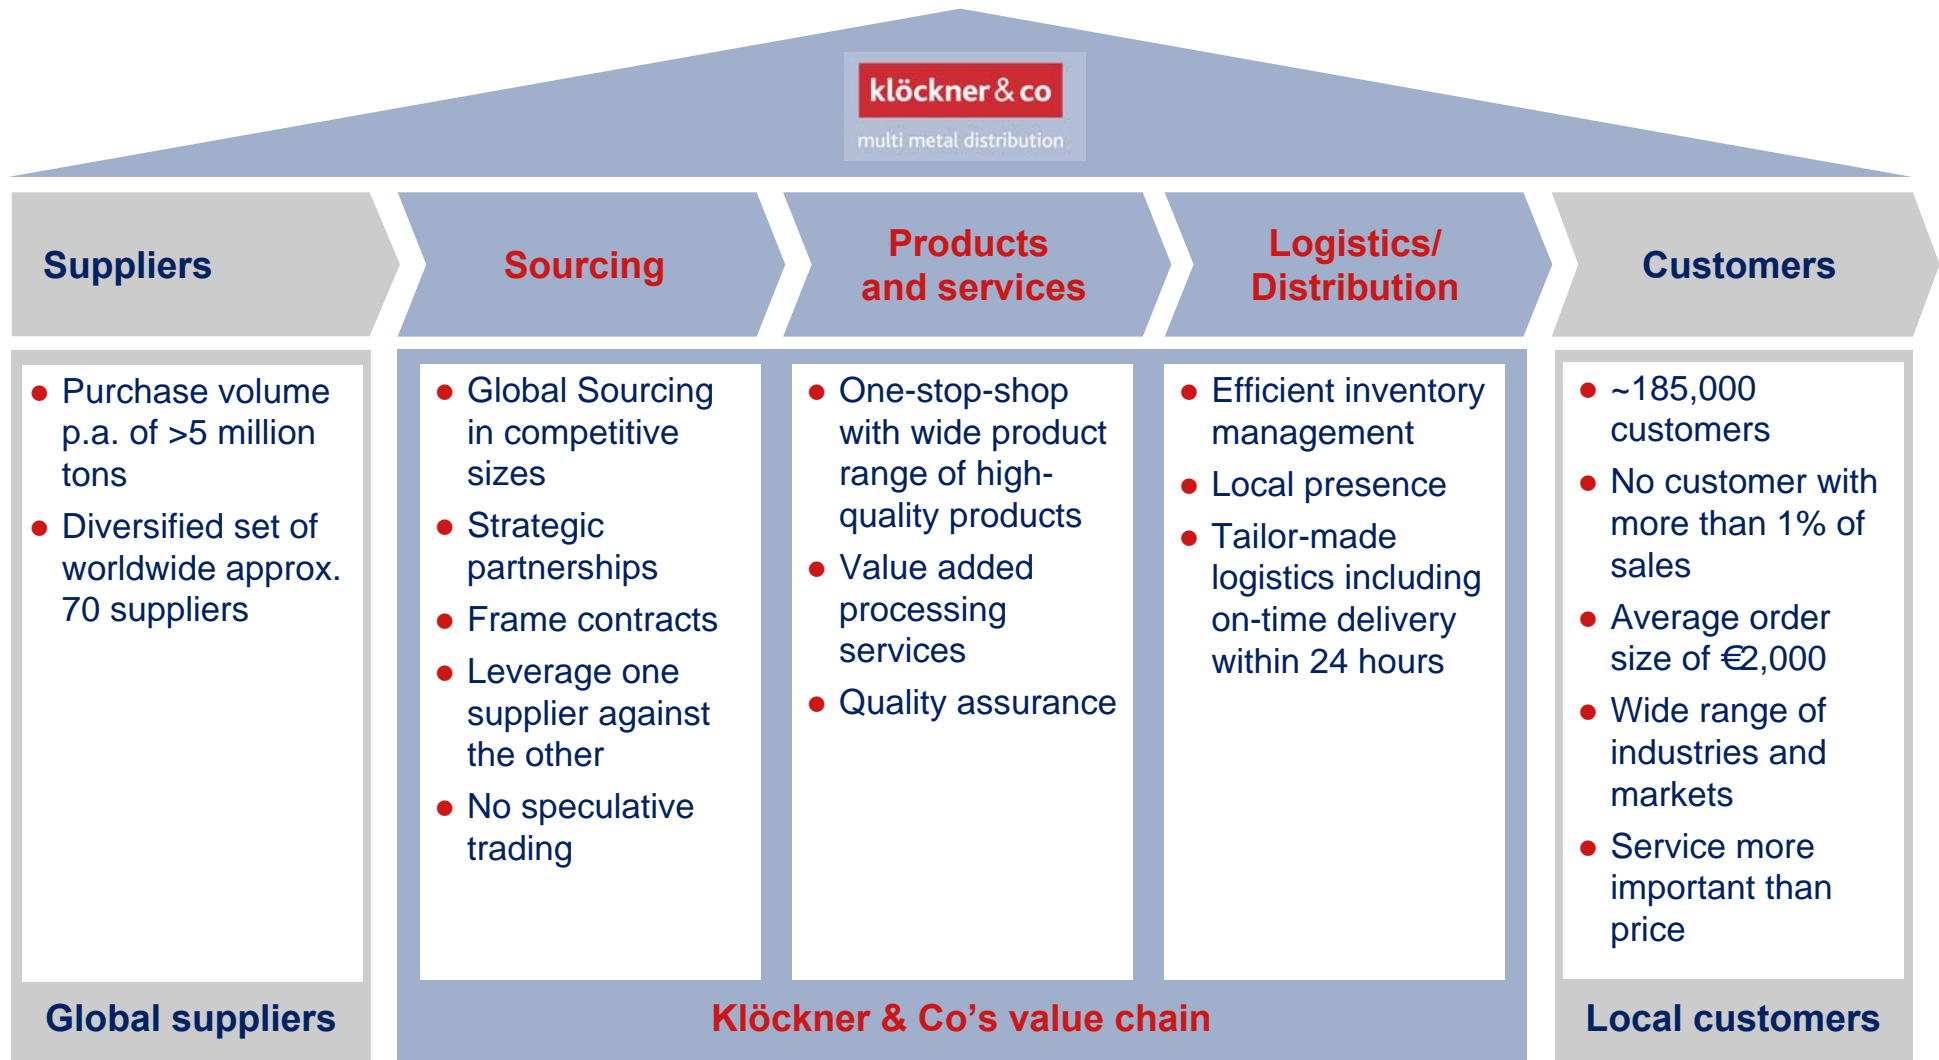 klöckner & co
multi metal distribution
Suppliers
Sourcing
Products
and services
Logistics/
Distribution
Customers
● Purchase volume
p.a. of >5 million
tons
● Diversified set of
worldwide approx.
70 suppliers
● Global Sourcing
in competitive
sizes
● Strategic
partnerships
● Frame contracts
● Leverage one
supplier against
the other
● No speculative
trading
● One-stop-shop
with wide product
range of high-
quality products
● Value added
processing
services
● Quality assurance
● Efficient inventory
management
● Local presence
● Tailor-made
logistics including
on-time delivery
within 24 hours
● ~185,000
customers
● No customer with
more than 1% of
sales
● Average order
size of €2,000
● Wide range of
industries and
markets
● Service more
important than
price
Global suppliers
Klöckner & Co’s value chain
Local customers